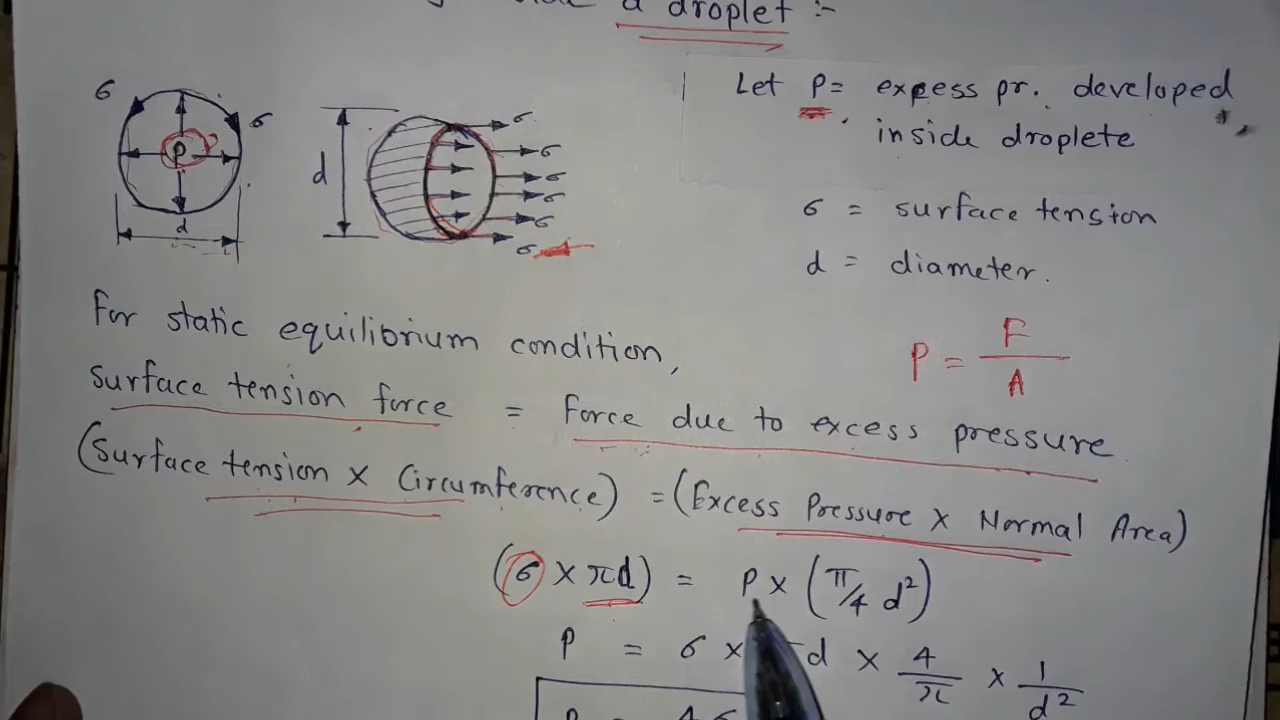 a droplet :-
Let P = excess pr. developed
inside droplete
σ = surface tension
d = diameter.
σ σ P d
d σ σ σ σ σ σ
For static equilibrium condition,
P = F / A
surface tension force = Force due to excess pressure.
(Surface tension × Circumference) = (Excess Pressure × Normal Area)
(σ × πd) = P × (π/4 d²)
P = σ × d × 4/π × 1/d²